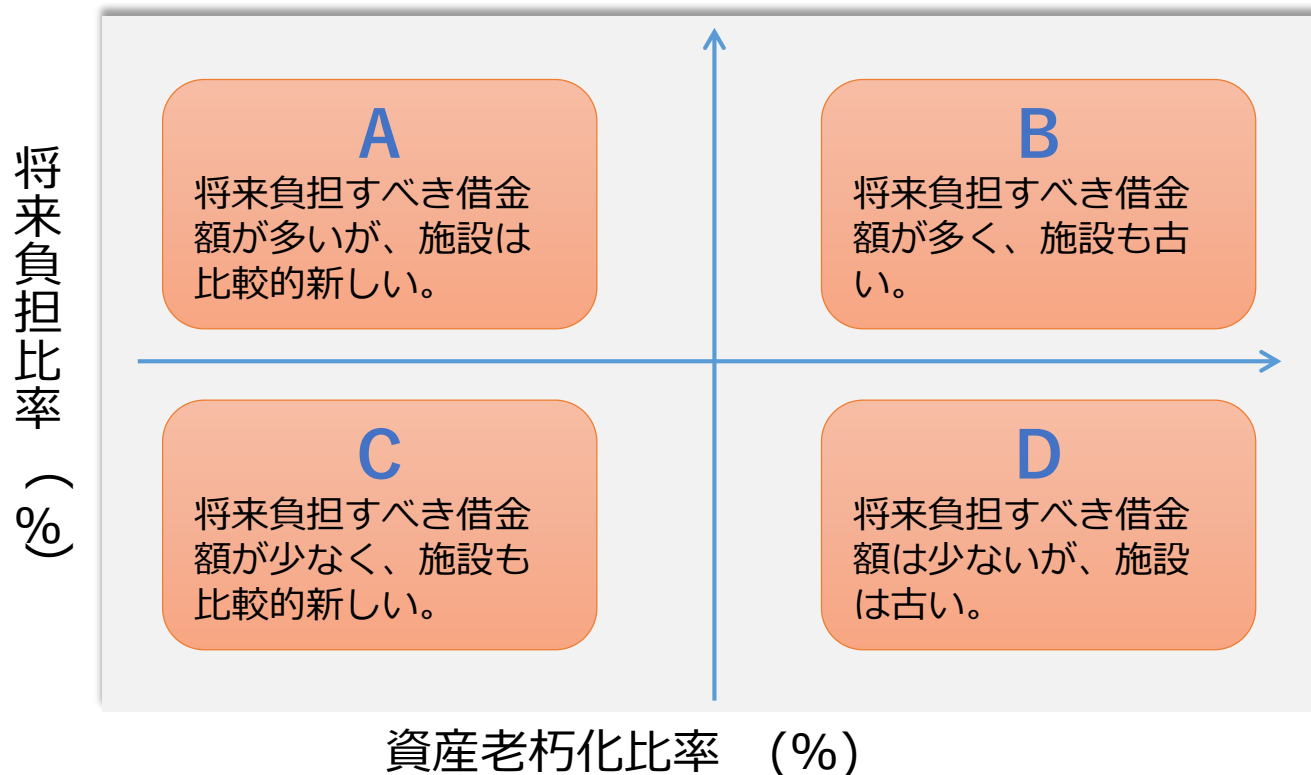 将来負担比率 (%)
A
将来負担すべき借金
額が多いが、施設は
比較的新しい。
B
将来負担すべき借金
額が多く、施設も古
い。
C
将来負担すべき借金
額が少なく、施設も
比較的新しい。
D
将来負担すべき借金
額は少ないが、施設
は古い。
資産老朽化比率 (%)